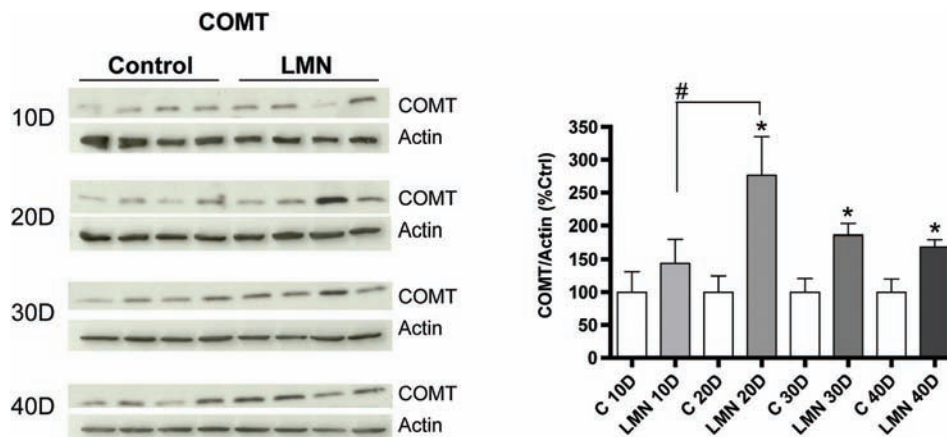 COMT
Control LMN
10D COMT
Actin
20D COMT
Actin
30D COMT
Actin
40D COMT
Actin
COMT/Actin (%Ctrl)
350
300
250
200
150
100
50
0
#
*
*
*
C 10D
LMN 10D
C 20D
LMN 20D
C 30D
LMN 30D
C 40D
LMN 40D